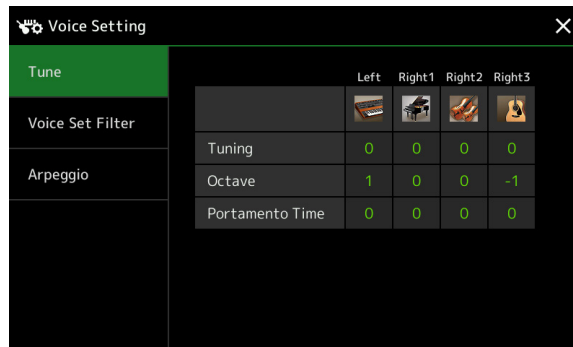 Voice Setting
Tune
Left Right1 Right2 Right3
Voice Set Filter
Tuning 0 0 0 0
Arpeggio
Octave 1 0 0 -1
Portamento Time 0 0 0 0